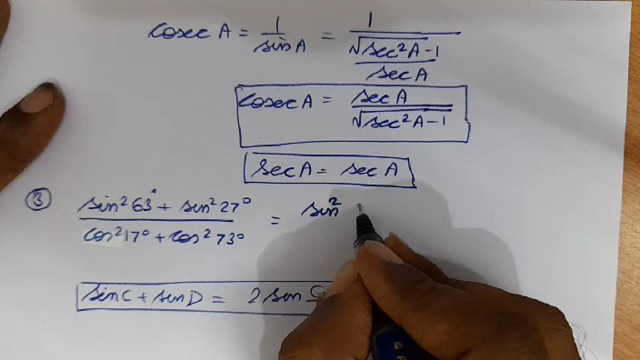 cosec A = 1/sin A = 1/(√(sec²A-1)/sec A)
cosec A = sec A/√(sec²A-1)
sec A = sec A
③ (sin²63° + sin²27°)/(cos²17° + cos²73°) = sin²
sin C + sin D = 2 sin